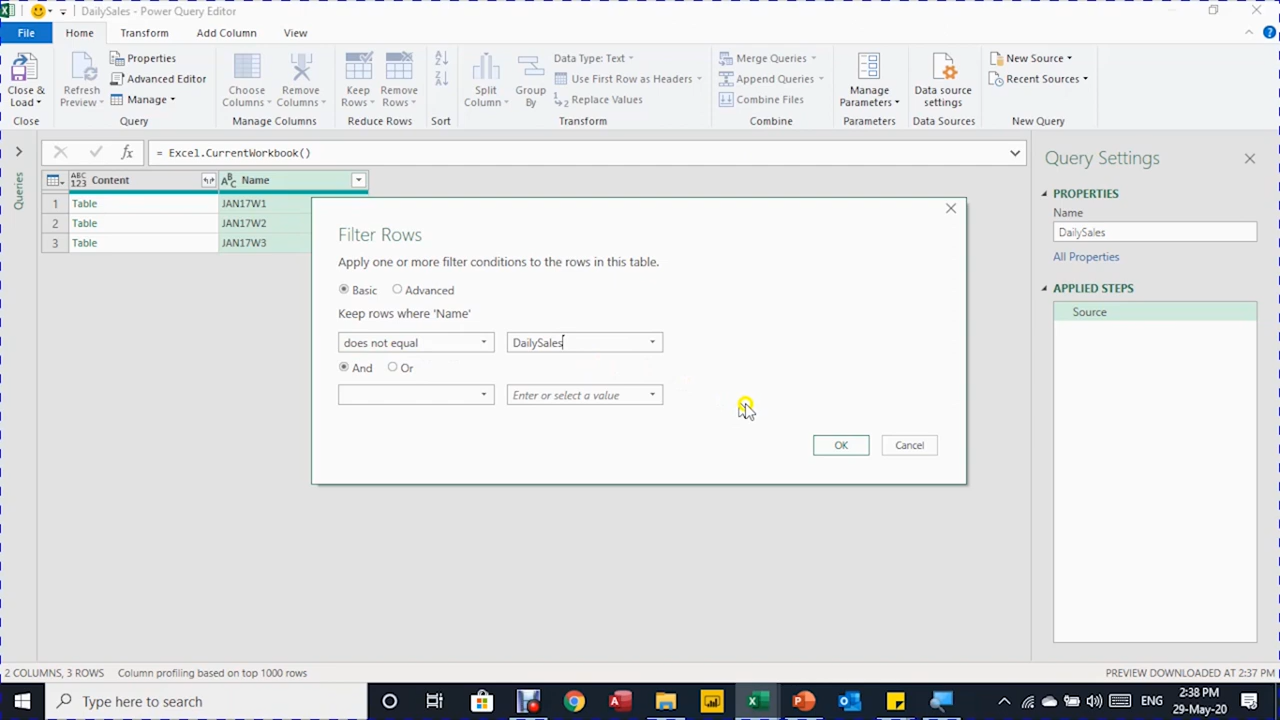 DailySales - Power Query Editor
File
Home
Transform
Add Column
View
Close &
Load
Close
Refresh
Preview
Properties
Advanced Editor
Manage
Query
Choose
Columns
Remove
Columns
Manage Columns
Keep
Rows
Remove
Rows
Reduce Rows
Sort
Split
Column
Group
By
Data Type: Text
Use First Row as Headers
Replace Values
Transform
Merge Queries
Append Queries
Combine Files
Combine
Manage
Parameters
Parameters
Data source
settings
Data Sources
New Source
Recent Sources
New Query
Queries
fx
= Excel.CurrentWorkbook()
ABC
123
Content
ABC
Name
1 Table JAN17W1
2 Table JAN17W2
3 Table JAN17W3
Filter Rows
Apply one or more filter conditions to the rows in this table.
Basic
Advanced
Keep rows where 'Name'
does not equal
DailySales
And
Or
Enter or select a value
OK
Cancel
Query Settings
PROPERTIES
Name
DailySales
All Properties
APPLIED STEPS
Source
2 COLUMNS, 3 ROWS
Column profiling based on top 1000 rows
PREVIEW DOWNLOADED AT 2:37 PM
Type here to search
ENG
2:38 PM
29-May-20